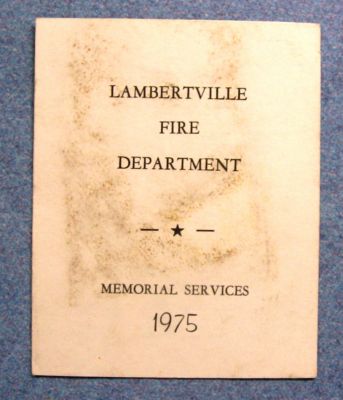 LAMBERTVILLE
FIRE
DEPARTMENT
— ★ —
MEMORIAL SERVICES
1975